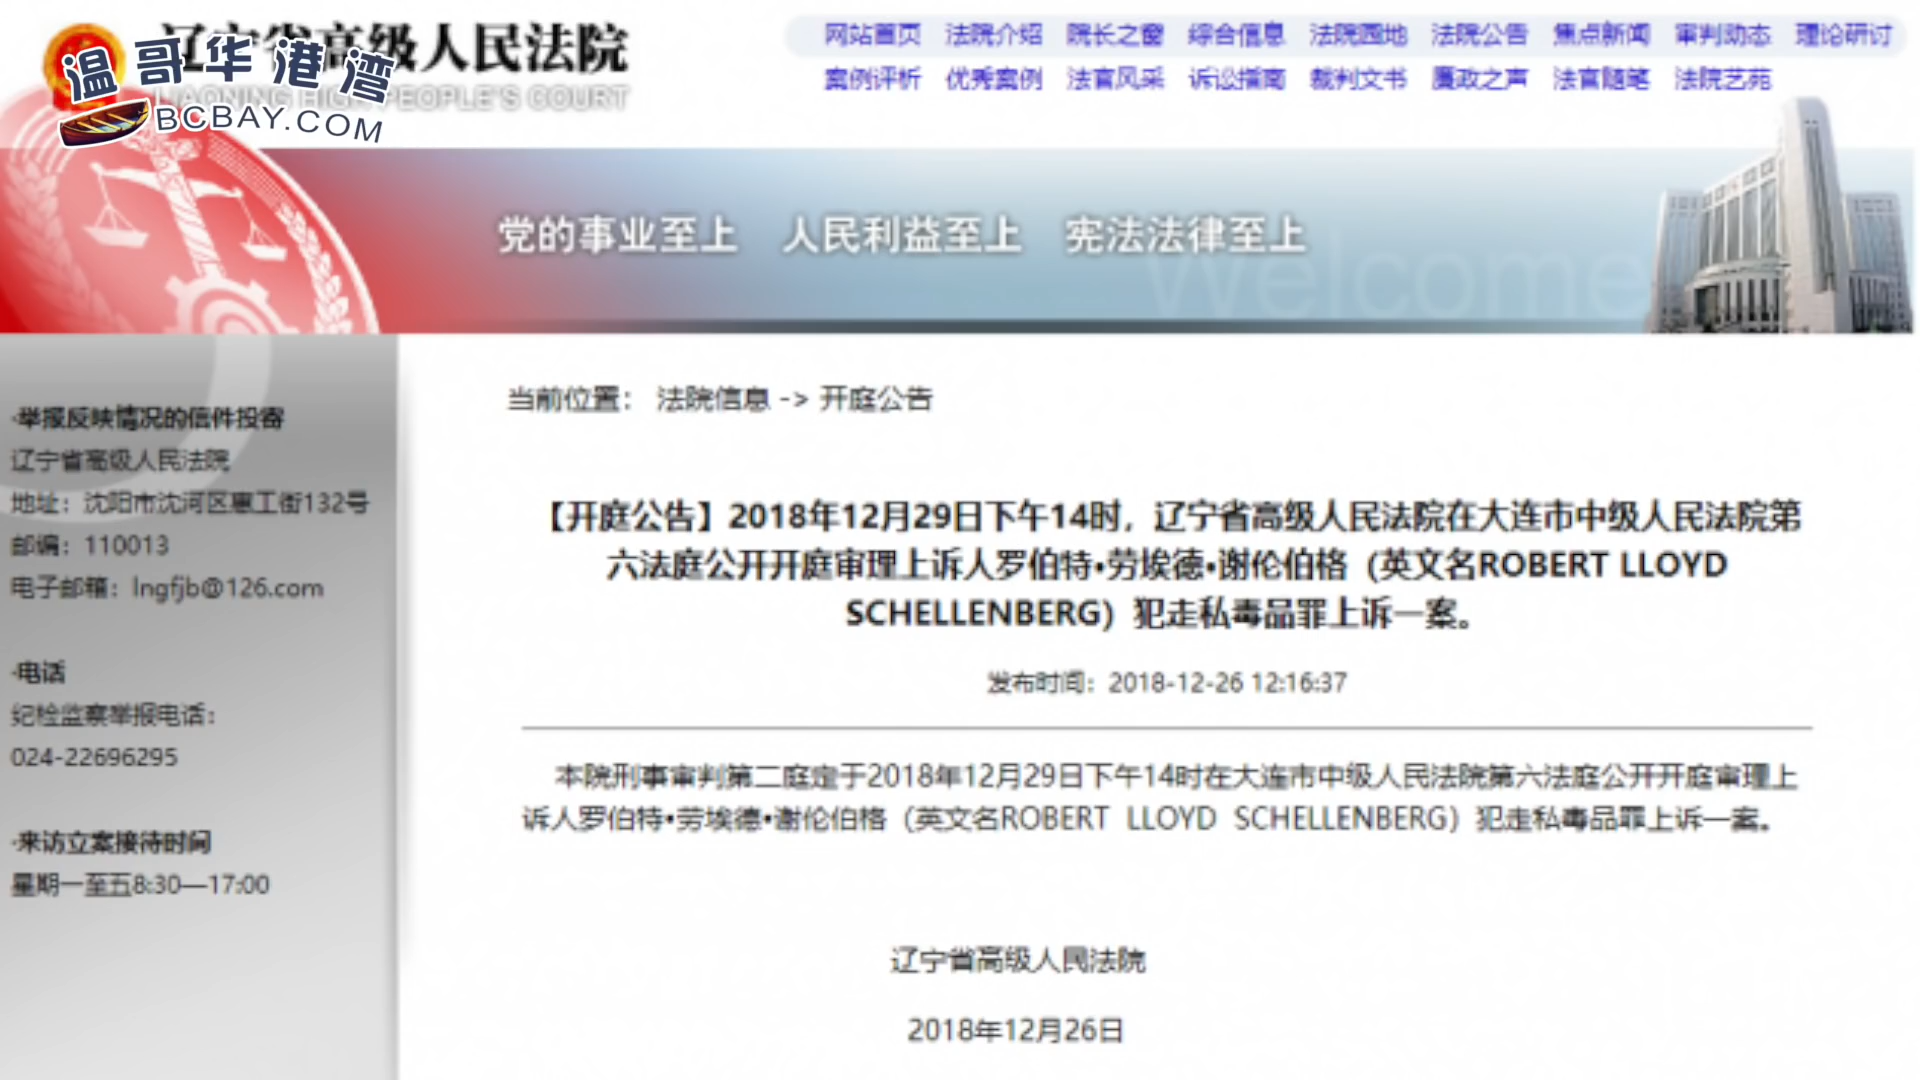 辽宁省高级人民法院
LIAONING HIGH PEOPLE'S COURT
温哥华港湾
BCBAY.COM
网站首页 法院介绍 院长之窗 综合信息 法院园地 法院公告 焦点新闻 审判动态 理论研讨
案例评析 优秀案例 法官风采 诉讼指南 裁判文书 廉政之声 法官随笔 法院艺苑
党的事业至上 人民利益至上 宪法法律至上
Welcome
·举报反映情况的信件投寄
辽宁省高级人民法院
地址：沈阳市沈河区惠工街132号
邮编：110013
电子邮箱：lngfjb@126.com
·电话
纪检监察举报电话：
024-22696295
·来访立案接待时间
星期一至五8:30—17:00
当前位置： 法院信息 -> 开庭公告
【开庭公告】2018年12月29日下午14时，辽宁省高级人民法院在大连市中级人民法院第
六法庭公开开庭审理上诉人罗伯特•劳埃德•谢伦伯格（英文名ROBERT LLOYD
SCHELLENBERG）犯走私毒品罪上诉一案。
发布时间：2018-12-26 12:16:37
本院刑事审判第二庭定于2018年12月29日下午14时在大连市中级人民法院第六法庭公开开庭审理上
诉人罗伯特•劳埃德•谢伦伯格（英文名ROBERT LLOYD SCHELLENBERG）犯走私毒品罪上诉一案。
辽宁省高级人民法院
2018年12月26日